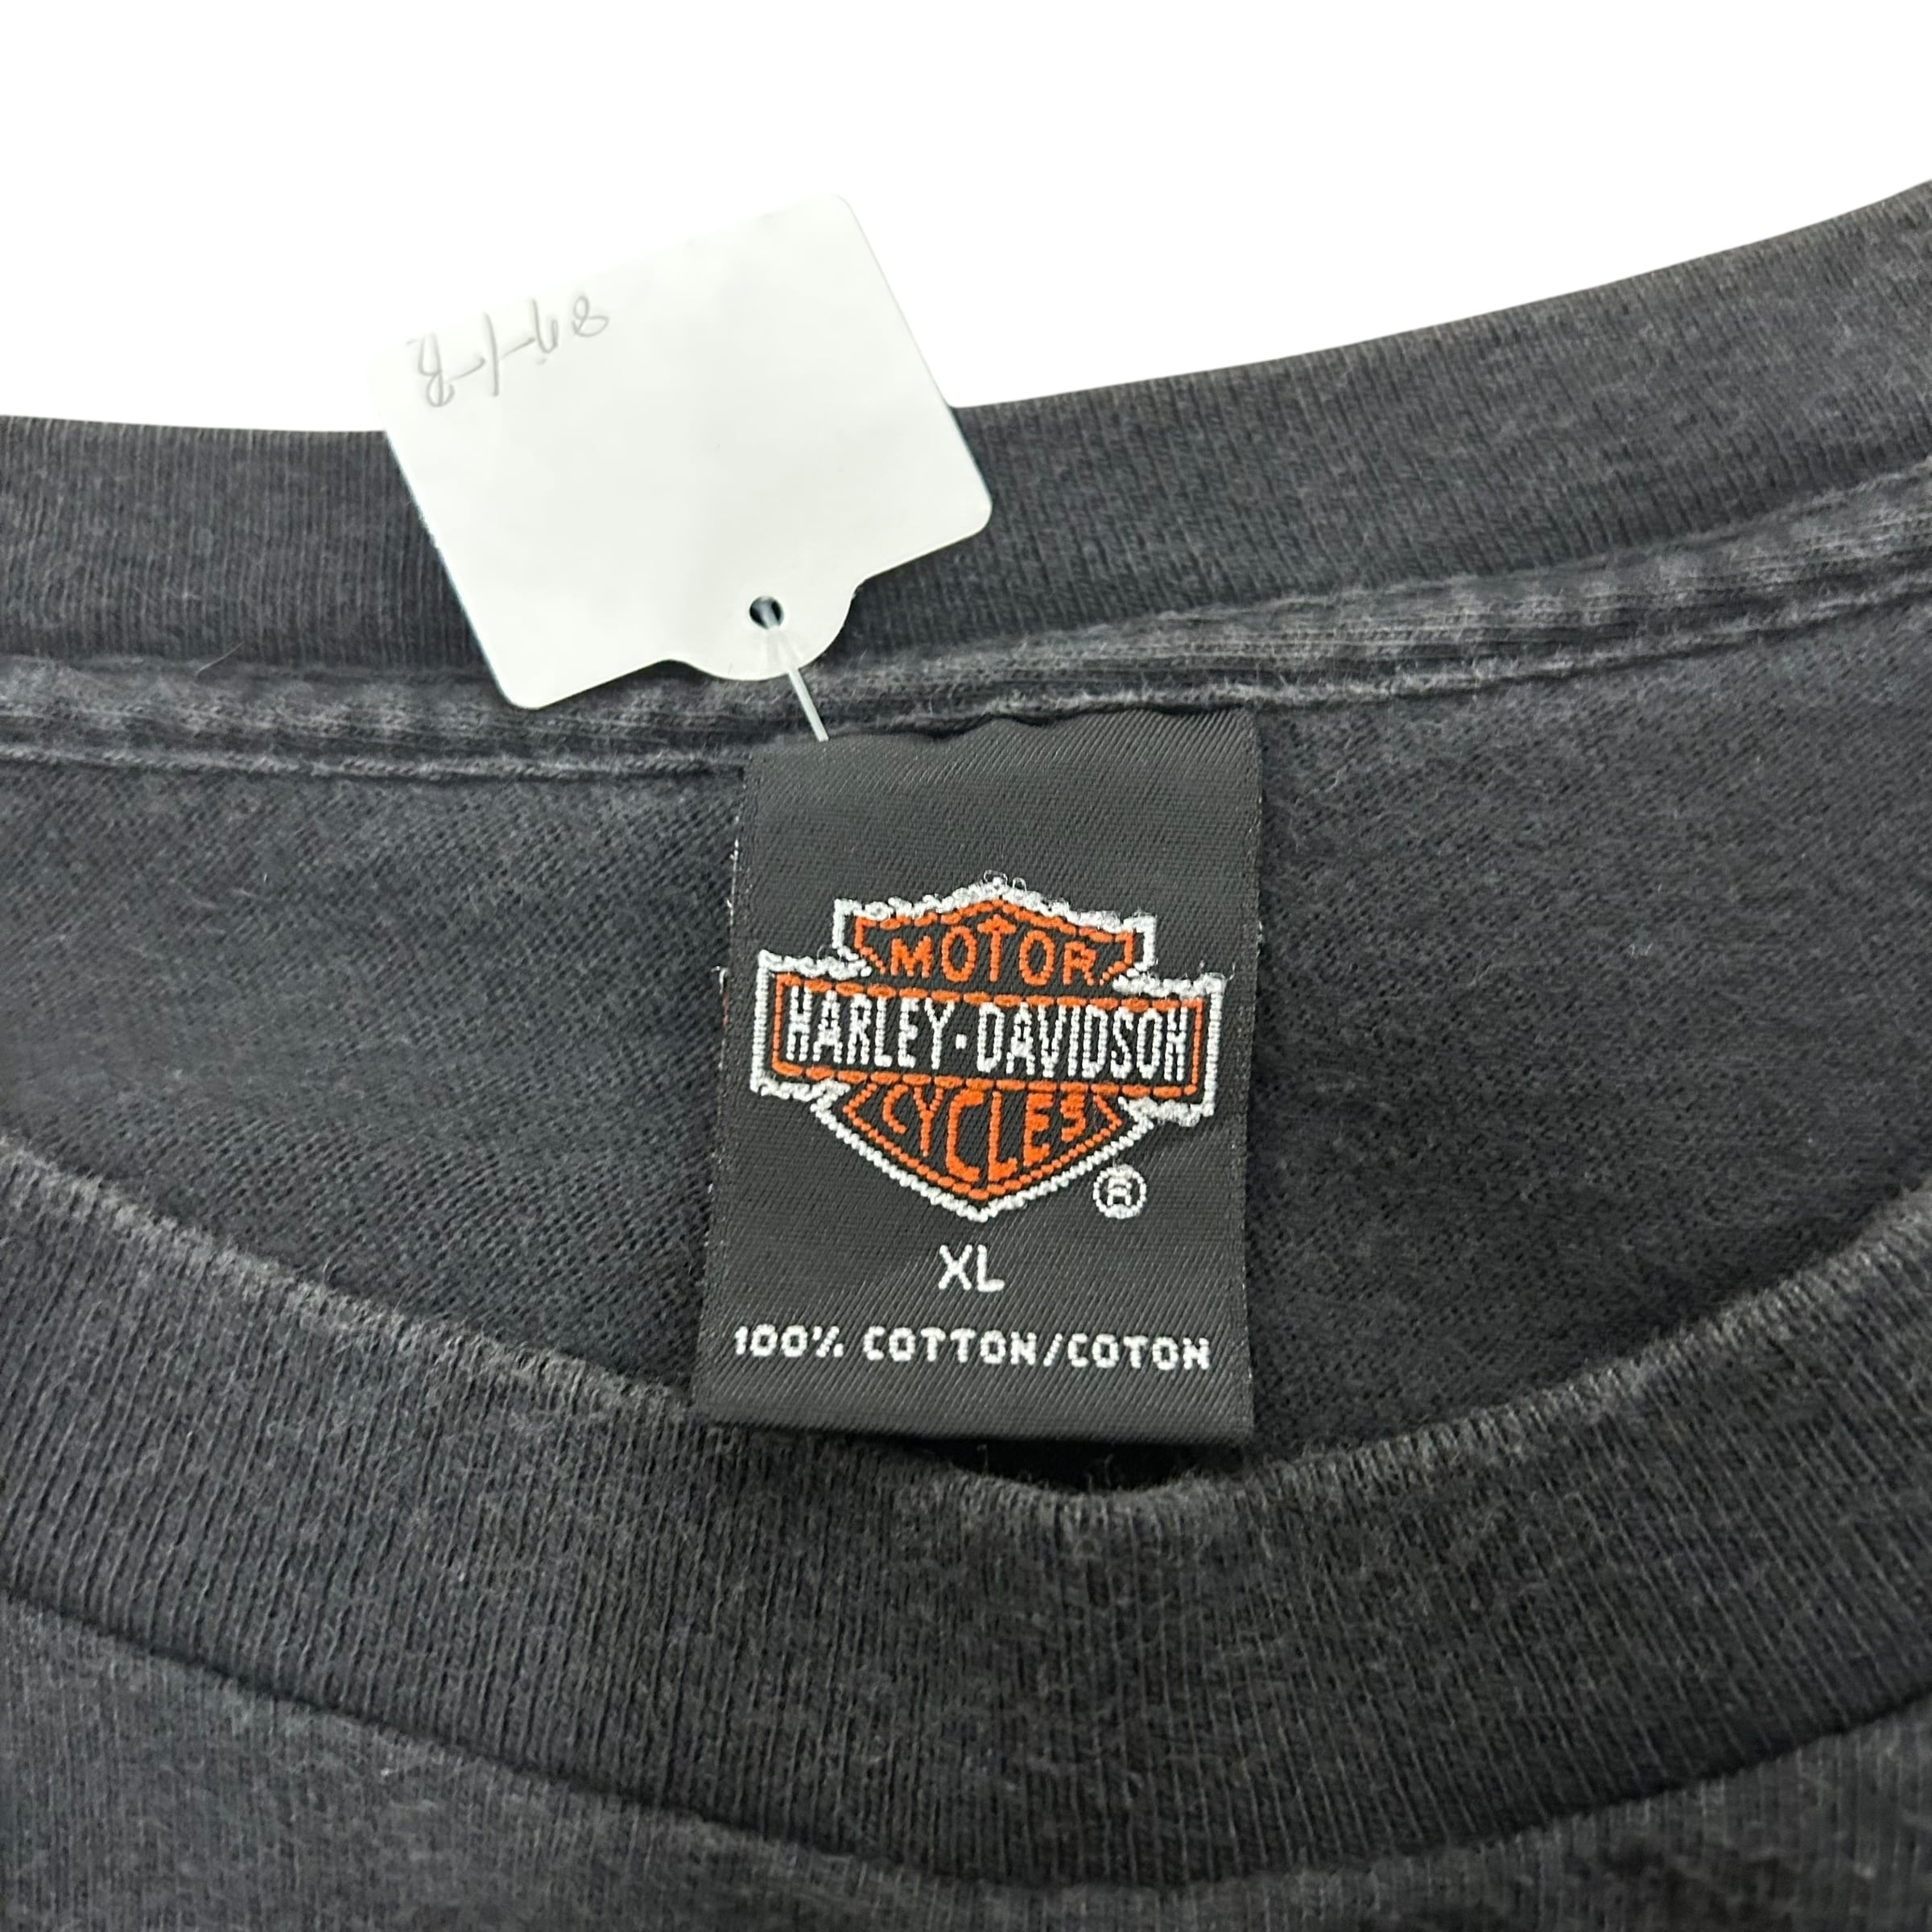 MOTOR
HARLEY-DAVIDSON
CYCLES
®
XL
100% COTTON/COTON